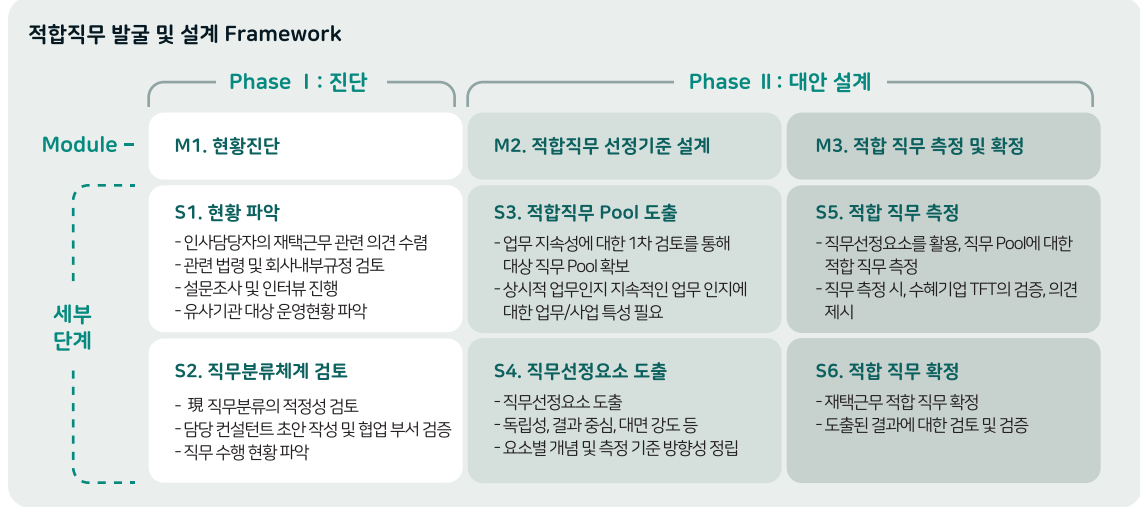 적합직무 발굴 및 설계 Framework
Phase Ⅰ : 진단
Phase Ⅱ : 대안 설계
Module
M1. 현황진단
M2. 적합직무 선정기준 설계
M3. 적합 직무 측정 및 확정
세부
단계
S1. 현황 파악
- 인사담당자의 재택근무 관련 의견 수렴
- 관련 법령 및 회사내부규정 검토
- 설문조사 및 인터뷰 진행
- 유사기관 대상 운영현황 파악
S3. 적합직무 Pool 도출
- 업무 지속성에 대한 1차 검토를 통해
대상 직무 Pool 확보
- 상시적 업무인지 지속적인 업무 인지에
대한 업무/사업 특성 필요
S5. 적합 직무 측정
- 직무선정요소를 활용, 직무 Pool에 대한
적합 직무 측정
- 직무 측정 시, 수혜기업 TFT의 검증, 의견
제시
S2. 직무분류체계 검토
- 現 직무분류의 적정성 검토
- 담당 컨설턴트 초안 작성 및 협업 부서 검증
- 직무 수행 현황 파악
S4. 직무선정요소 도출
- 직무선정요소 도출
- 독립성, 결과 중심, 대면 강도 등
- 요소별 개념 및 측정 기준 방향성 정립
S6. 적합 직무 확정
- 재택근무 적합 직무 확정
- 도출된 결과에 대한 검토 및 검증